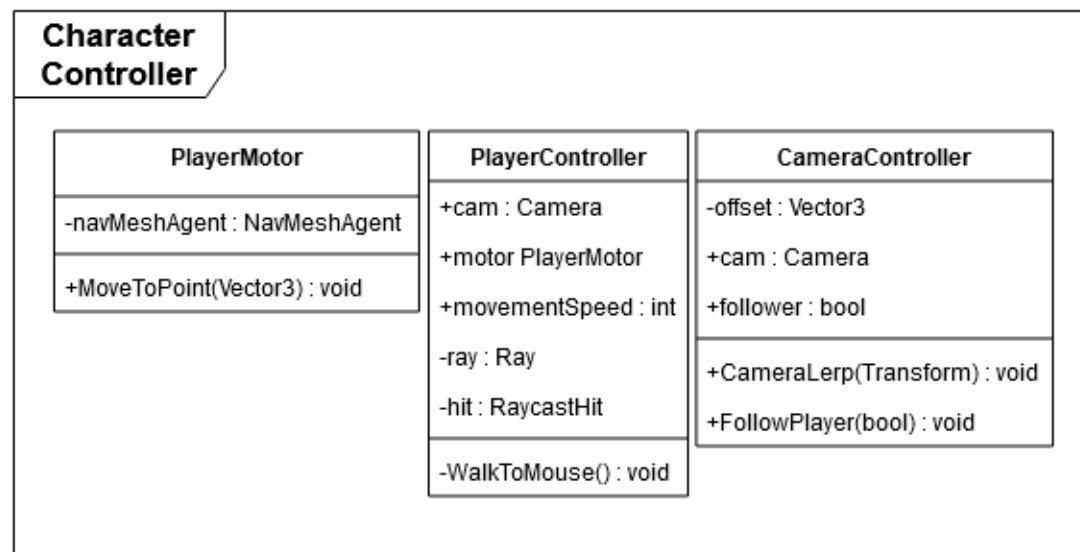 Character
Controller
PlayerMotor
-navMeshAgent : NavMeshAgent
+MoveToPoint(Vector3) : void
PlayerController
+cam : Camera
+motor PlayerMotor
+movementSpeed : int
-ray : Ray
-hit : RaycastHit
-WalkToMouse() : void
CameraController
-offset : Vector3
+cam : Camera
+follower : bool
+CameraLerp(Transform) : void
+FollowPlayer(bool) : void